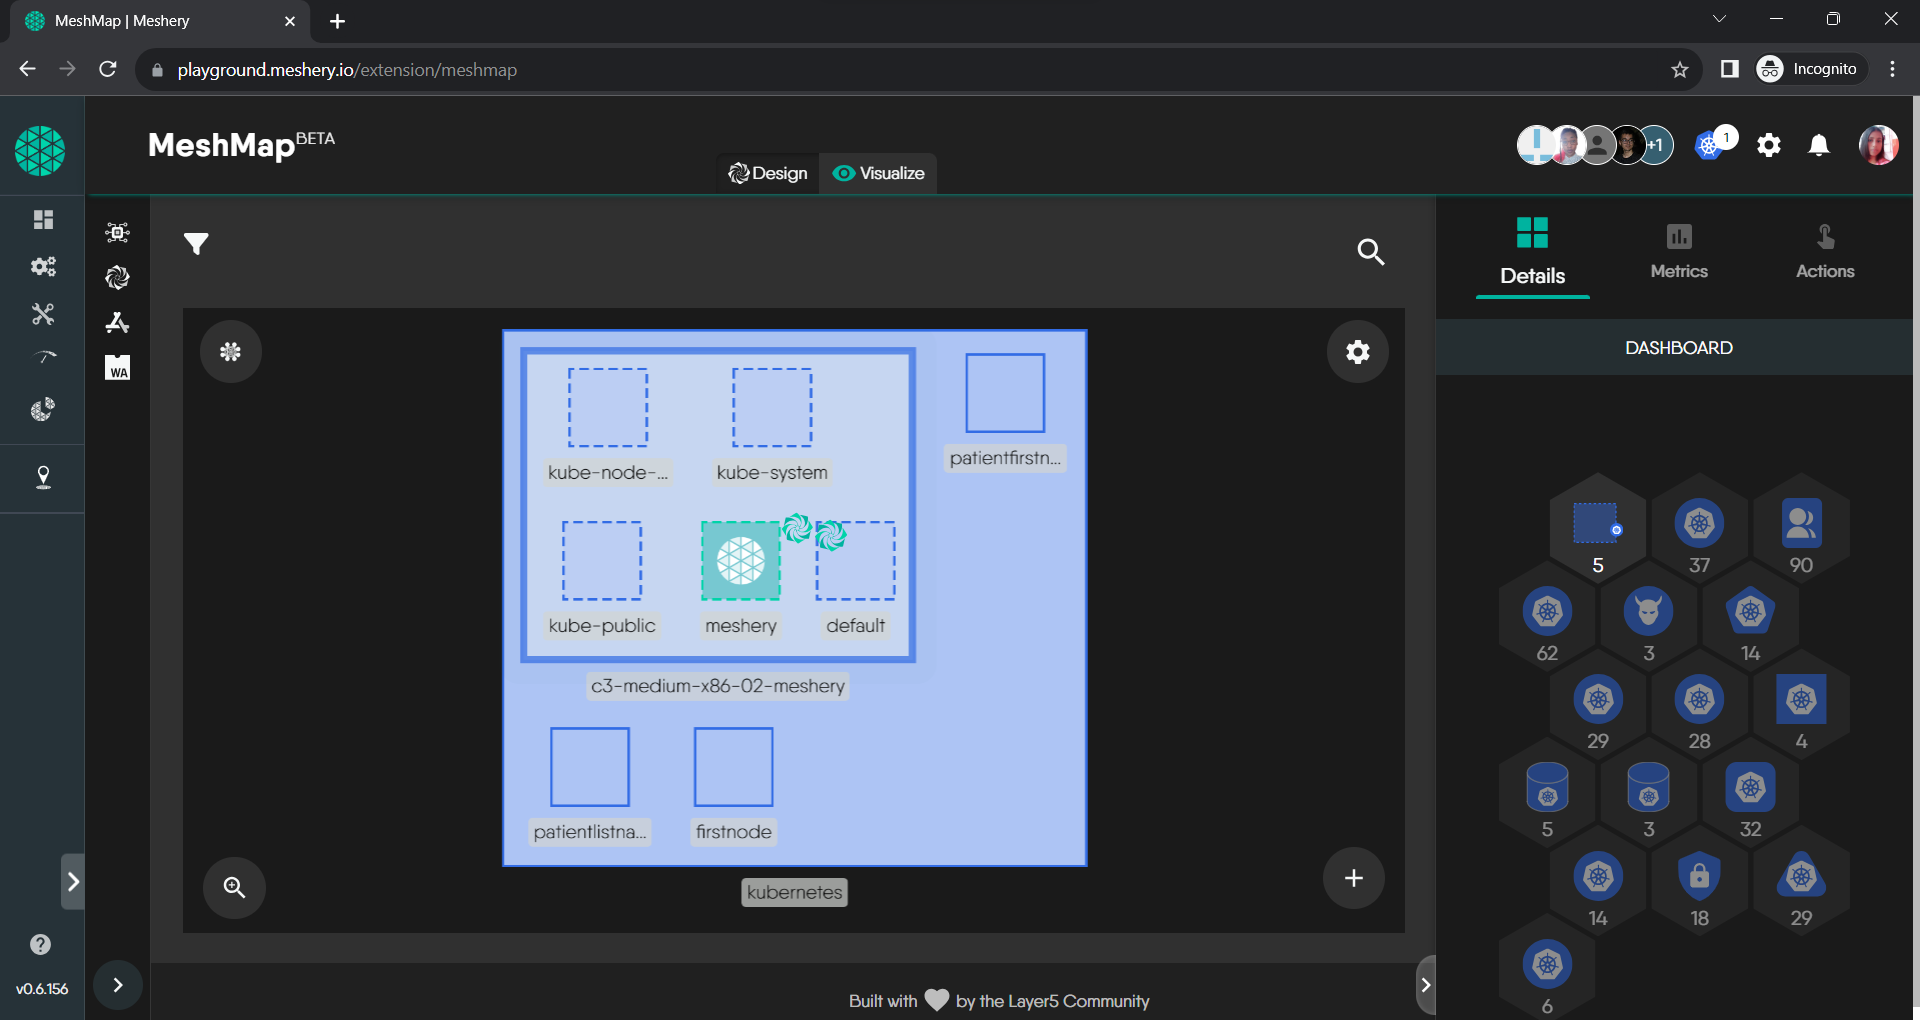 MeshMap | Meshery
playground.meshery.io/extension/meshmap
Incognito
MeshMap BETA
Design
Visualize
+1
1
Details
Metrics
Actions
DASHBOARD
WA
kube-node-...
kube-system
patientfirstn...
kube-public
meshery
default
c3-medium-x86-02-meshery
patientlistna...
firstnode
kubernetes
5
37
90
62
3
14
29
28
4
5
3
32
14
18
29
6
v0.6.156
Built with
by the Layer5 Community